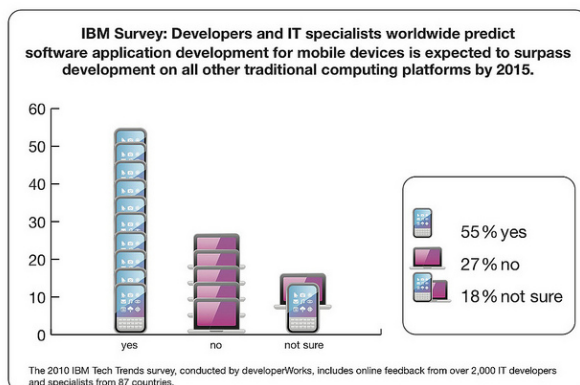 IBM Survey: Developers and IT specialists worldwide predict
software application development for mobile devices is expected to surpass
development on all other traditional computing platforms by 2015.
60
50
40
30
20
10
0
yes
no
not sure
55% yes
27% no
18% not sure
The 2010 IBM Tech Trends survey, conducted by developerWorks, includes online feedback from over 2,000 IT developers
and specialists from 87 countries.